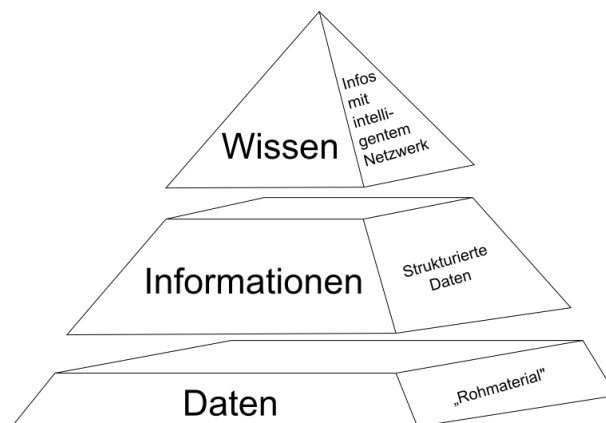 Wissen
Infos
mit
intelli-
gentem
Netzwerk
Informationen
Strukturierte
Daten
Daten
„Rohmaterial"